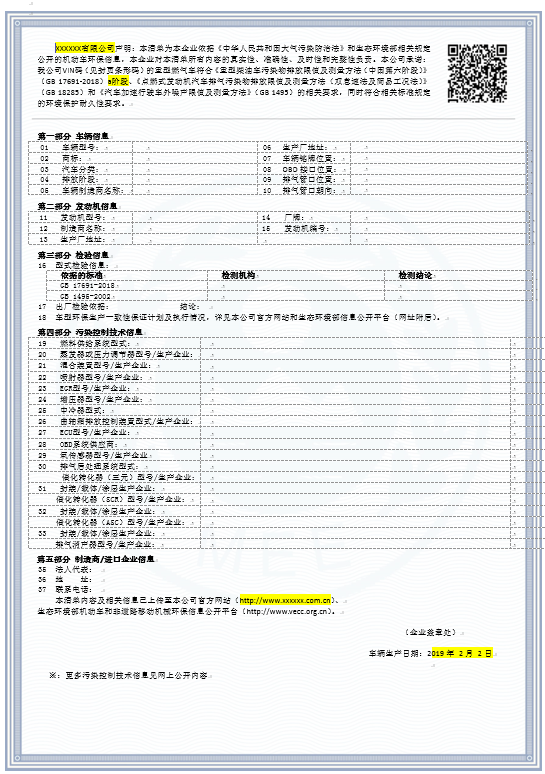 XXXXXX有限公司声明：本清单为本企业依据《中华人民共和国大气污染防治法》和生态环境部相关规定
公开的机动车环保信息，本企业对本清单所有内容的真实性、准确性、及时性和完整性负责。本公司承诺：
我公司VIN码（见封页条形码）的重型燃气车符合《重型柴油车污染物排放限值及测量方法（中国第六阶段）》
（GB 17691-2018）a阶段、《点燃式发动机汽车排气污染物排放限值及测量方法（双怠速法及简易工况法）》
（GB 18285）和《汽车加速行驶车外噪声限值及测量方法》（GB 1495）的相关要求，同时符合相关标准规定
的环境保护耐久性要求。
第一部分 车辆信息
01 车辆型号： 06 生产厂地址：
02 商标： 07 车辆铭牌位置：
03 汽车分类： 08 OBD 接口位置：
04 排放阶段： 09 排气管口位置：
05 车辆制造商名称： 10 排气管口朝向：
第二部分 发动机信息
11 发动机型号： 14 厂牌：
12 制造商名称： 15 发动机编号：
13 生产厂地址：
第三部分 检验信息
16 型式检验信息：
依据的标准 检测机构 检测结论
GB 17691-2018
GB 1495-2002
17 出厂检验依据： 结论：
18 车型环保生产一致性保证计划及执行情况，详见本公司官方网站和生态环境部信息公开平台（网址附后）。
第四部分 污染控制技术信息
19 燃料供给系统型式：
20 蒸发器或压力调节器型号/生产企业：
21 混合装置型号/生产企业：
22 喷射器型号/生产企业：
23 EGR型号/生产企业：
24 增压器型号/生产企业：
25 中冷器型式：
26 曲轴箱排放控制装置型式/生产企业：
27 ECU型号/生产企业：
28 OBD系统供应商：
29 氧传感器型号/生产企业
30 排气后处理系统型式：
催化转化器（三元）型号/生产企业：
31 封装/载体/涂层生产企业：
催化转化器（SCR）型号/生产企业：
32 封装/载体/涂层生产企业：
催化转化器（ASC）型号/生产企业：
33 封装/载体/涂层生产企业：
排气消声器型号/生产企业：
第五部分 制造商/进口企业信息
35 法人代表：
36 地 址：
37 联系电话：
本清单内容及相关信息已上传至本公司官方网站（http://www.xxxxxx.com.cn）、
生态环境部机动车和非道路移动机械环保信息公开平台（http://www.vecc.org.cn）。
（企业签章处）
车辆生产日期：2019 年 2 月 2 日
※：更多污染控制技术信息见网上公开内容